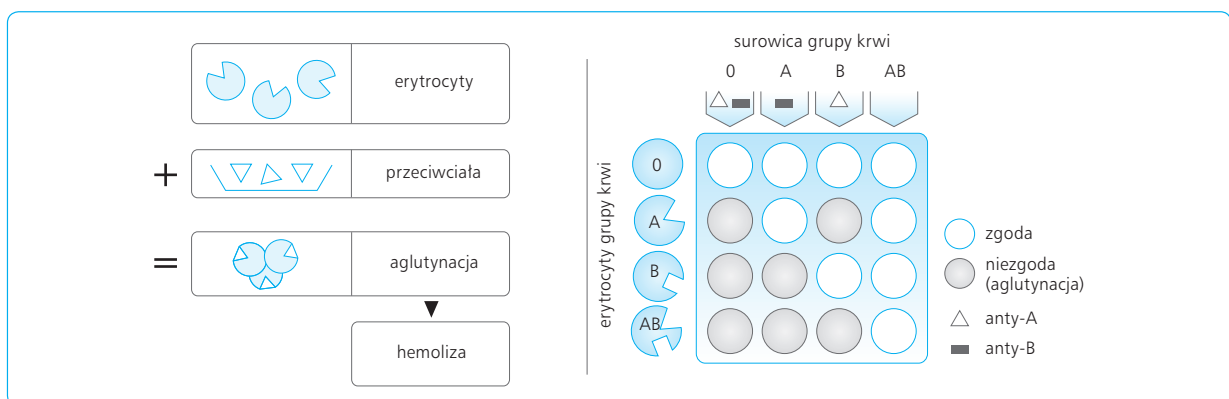 erytrocyty
+
przeciwciała
=
aglutynacja
hemoliza
surowica grupy krwi
0 A B AB
erytrocyty grupy krwi
0
A
B
AB
zgoda
niezgoda
(aglutynacja)
anty-A
anty-B